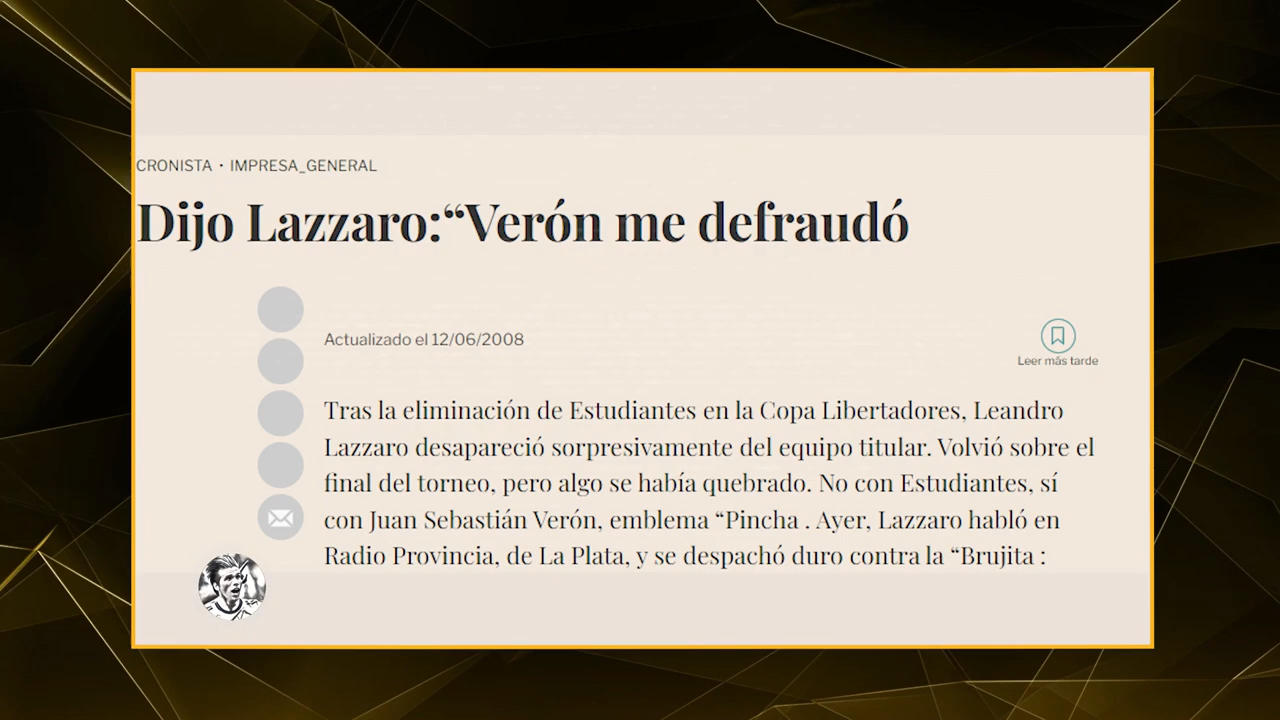 CRONISTA • IMPRESA_GENERAL
Dijo Lazzaro:“Verón me defraudó
Actualizado el 12/06/2008
Leer más tarde
Tras la eliminación de Estudiantes en la Copa Libertadores, Leandro
Lazzaro desapareció sorpresivamente del equipo titular. Volvió sobre el
final del torneo, pero algo se había quebrado. No con Estudiantes, sí
con Juan Sebastián Verón, emblema “Pincha . Ayer, Lazzaro habló en
Radio Provincia, de La Plata, y se despachó duro contra la “Brujita :